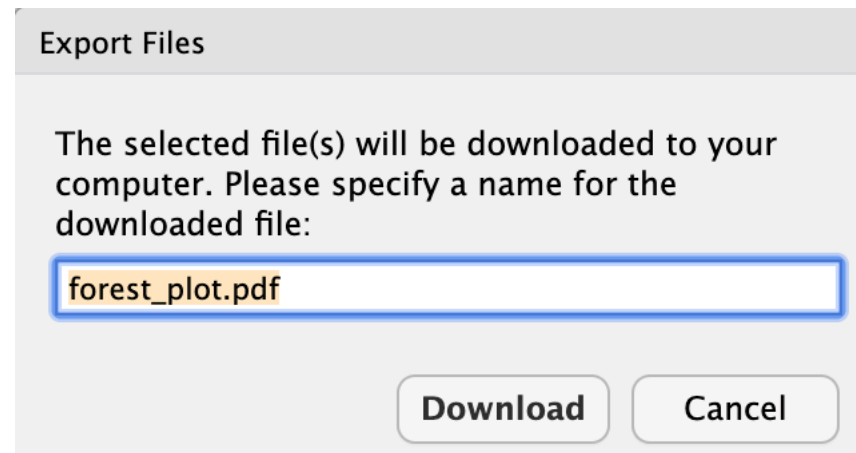 Export Files
The selected file(s) will be downloaded to your
computer. Please specify a name for the
downloaded file:
forest_plot.pdf
Download Cancel